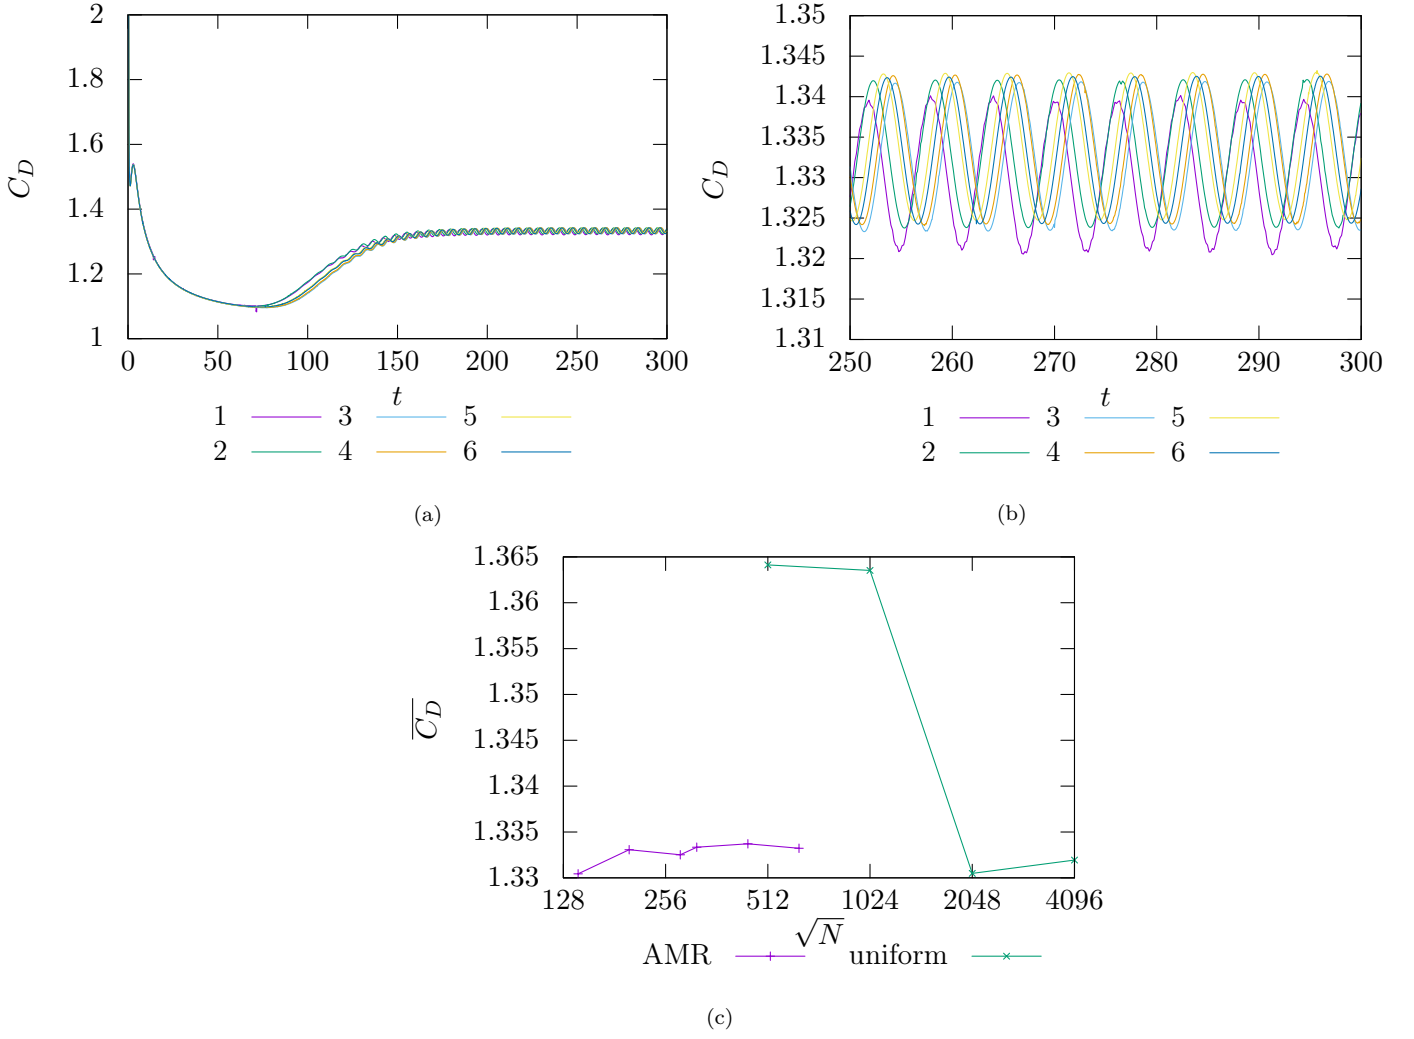 2
1.8
1.6
1.4
1.2
1
C_D
0 50 100 150 200 250 300
t
1 3 5
2 4 6
(a)
1.35
1.345
1.34
1.335
1.33
1.325
1.32
1.315
1.31
C_D
250 260 270 280 290 300
t
1 3 5
2 4 6
(b)
1.365
1.36
1.355
1.35
1.345
1.34
1.335
1.33
\overline{C_D}
128 256 512 1024 2048 4096
√N
AMR uniform
(c)